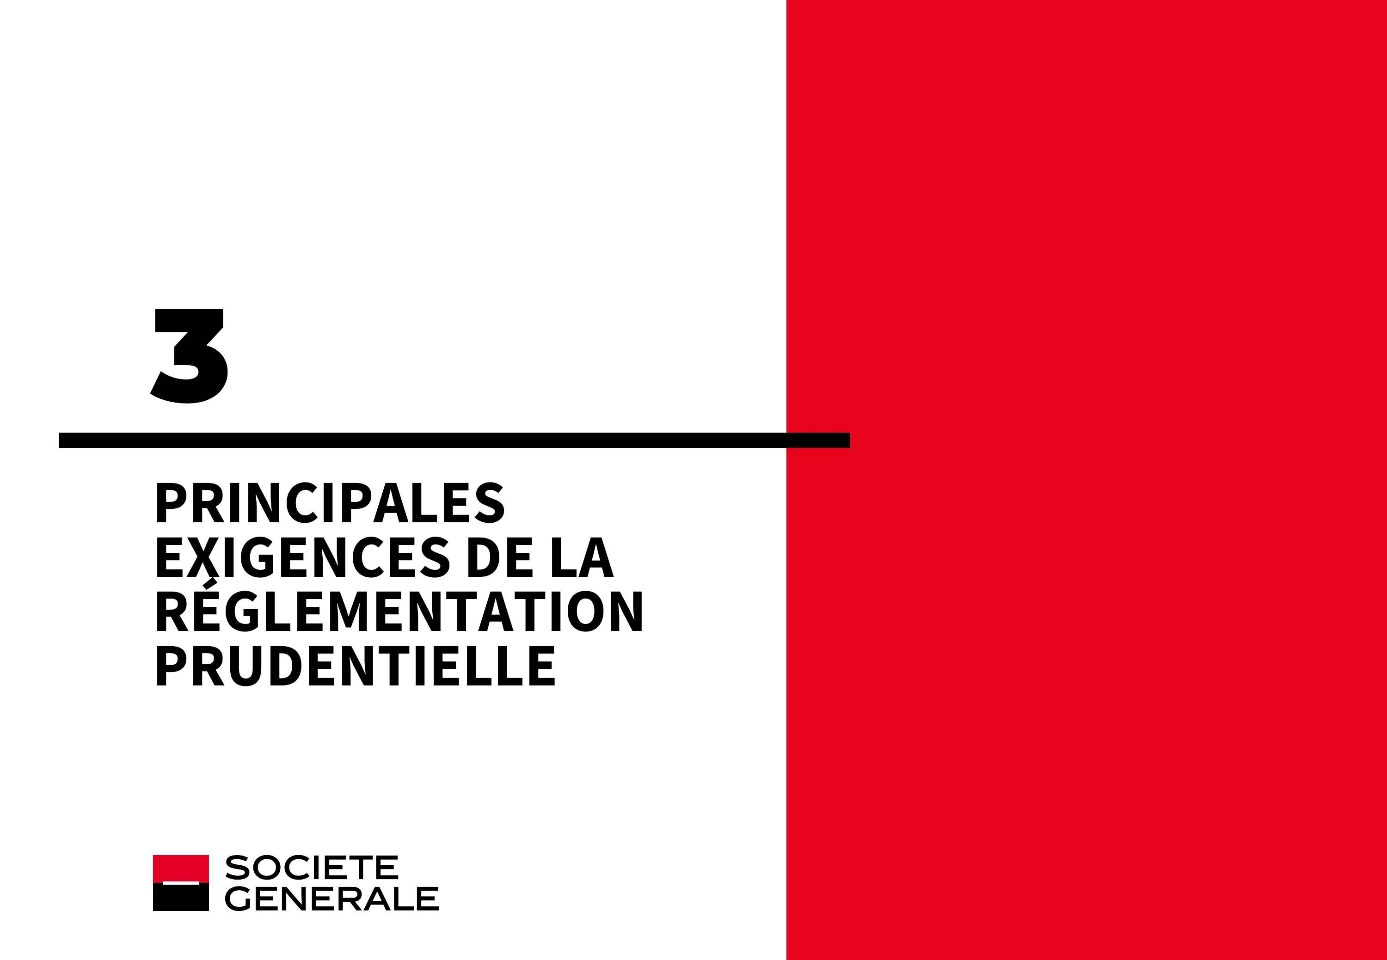 3
PRINCIPALES
EXIGENCES DE LA
RÉGLEMENTATION
PRUDENTIELLE
SOCIETE
GENERALE